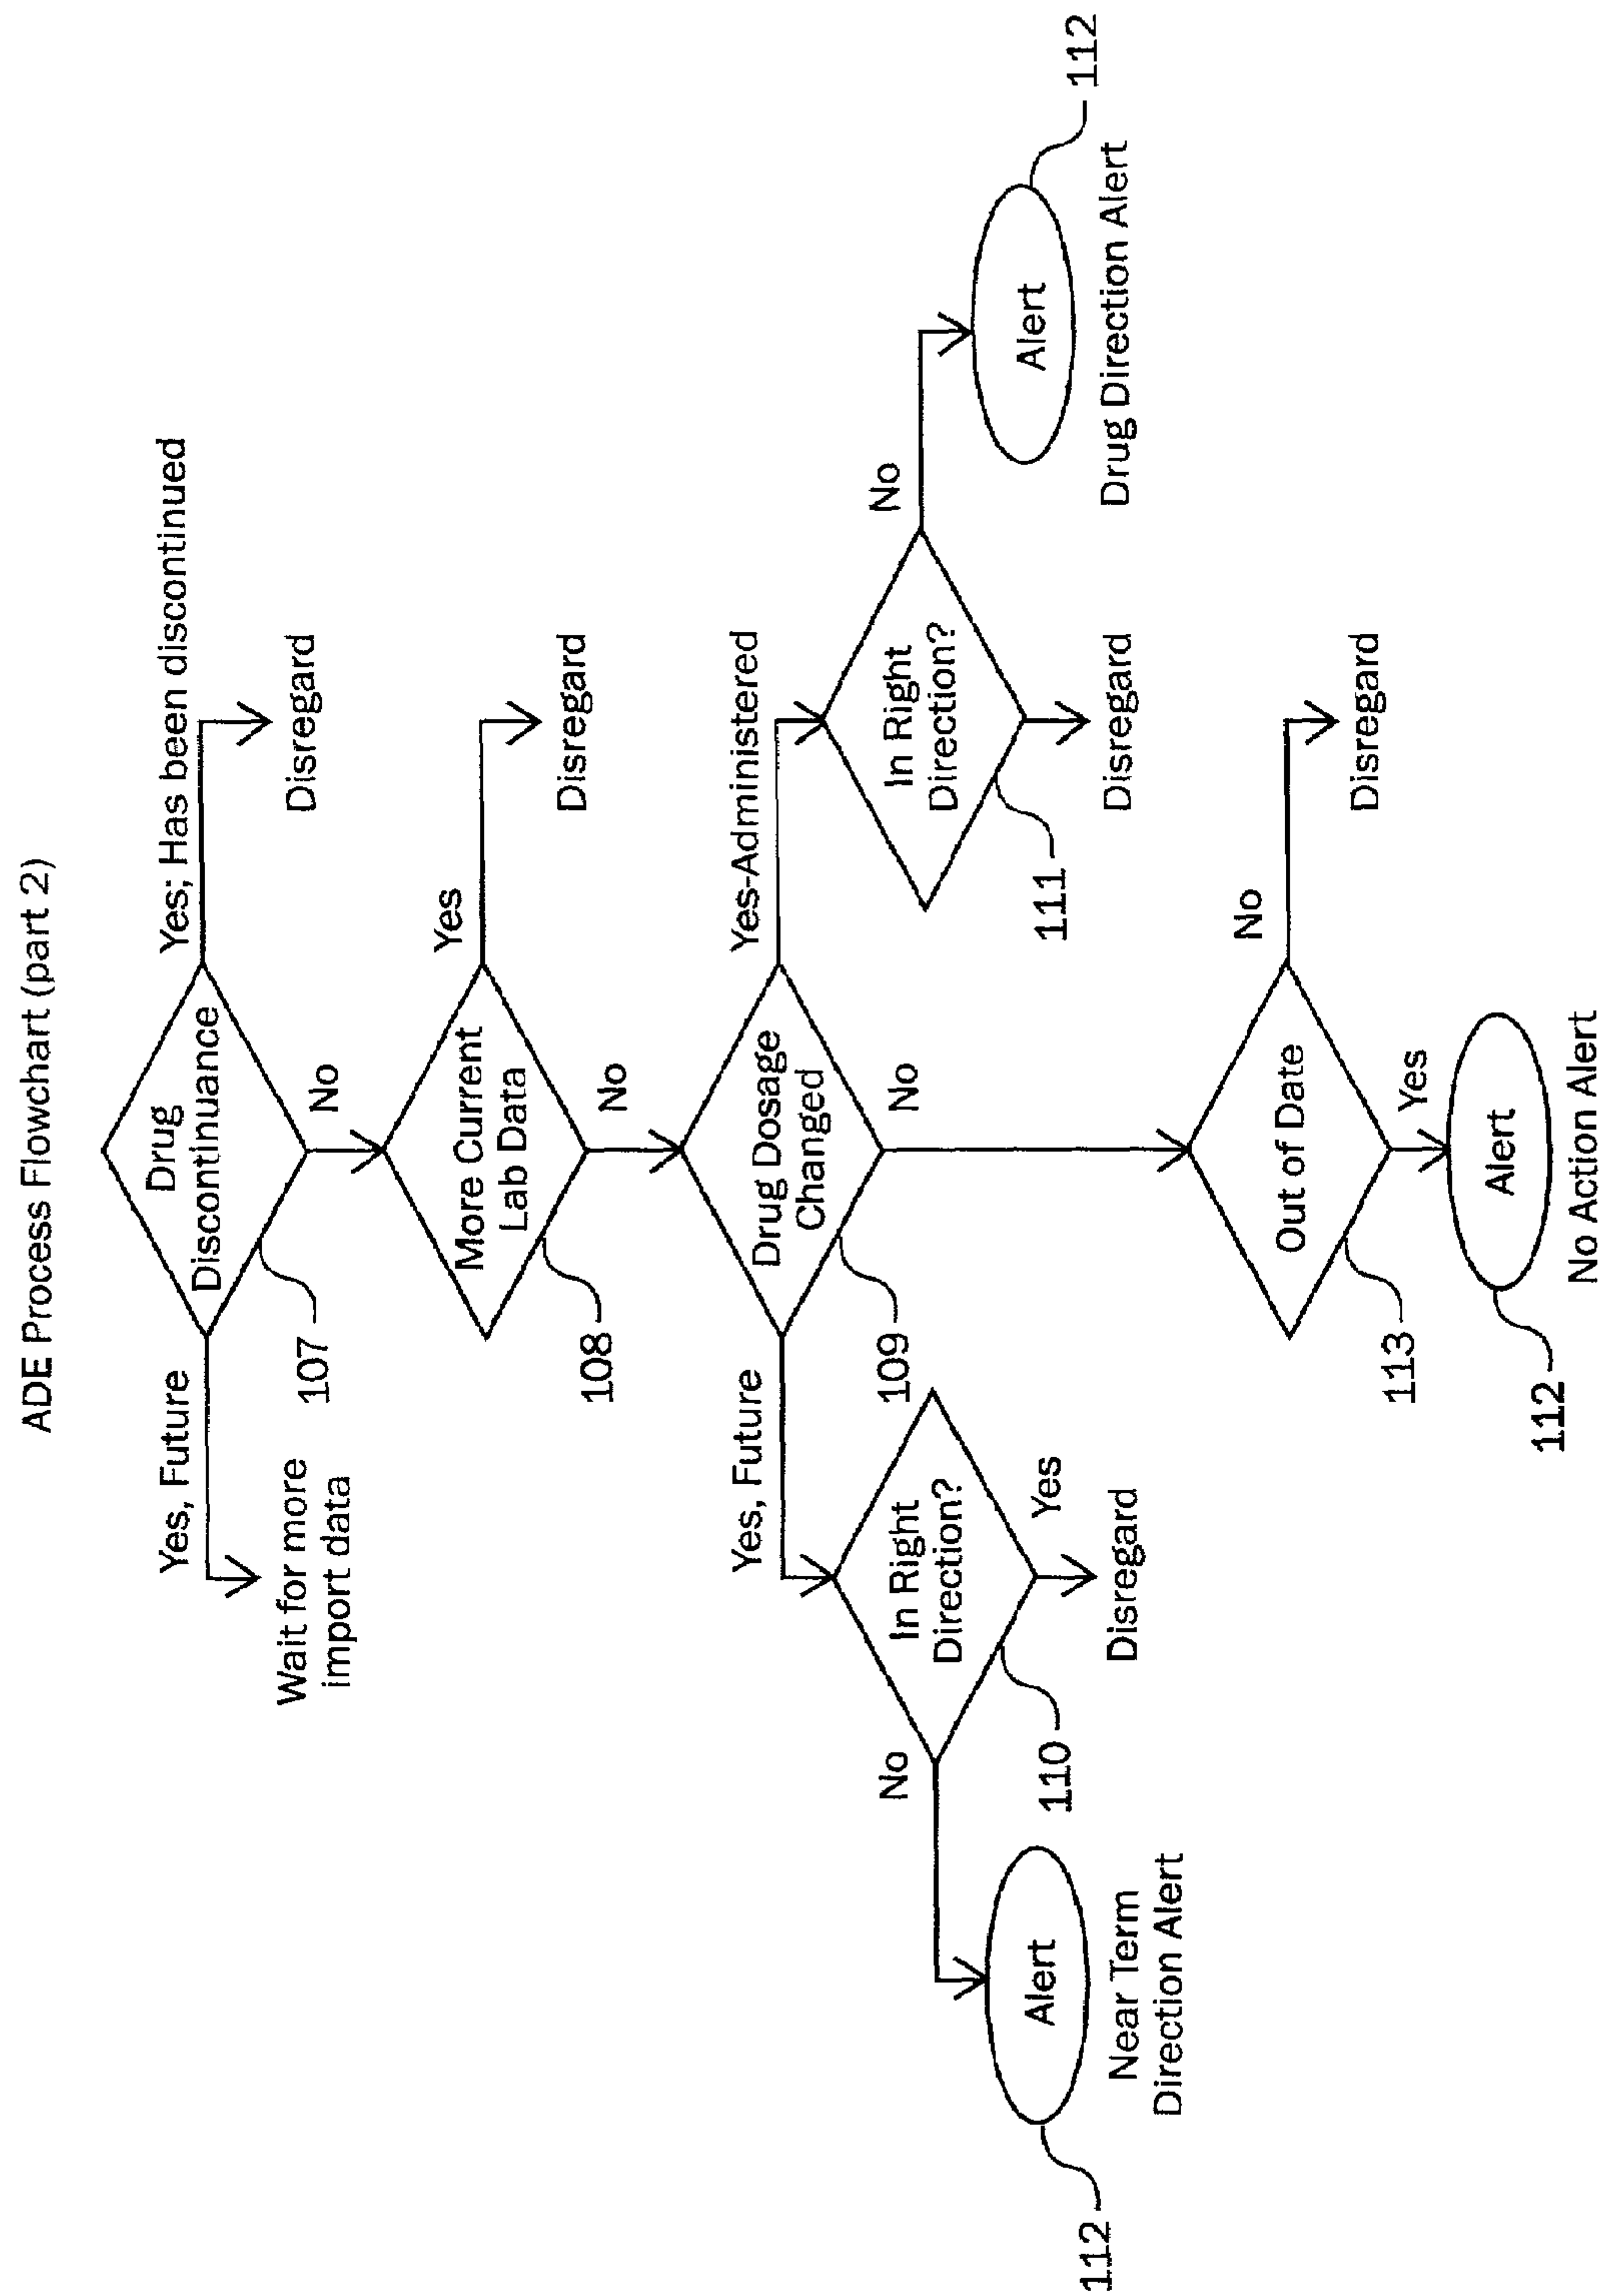 ADE Process Flowchart (part 2)
Yes, Future
Drug
Discontinuance
Yes; Has been discontinued
Wait for more
import data
107
No
Disregard
More Current
Lab Data
Yes
108
No
Disregard
Yes, Future
Drug Dosage
Changed
Yes-Administered
109
No
No
In Right
Direction?
In Right
Direction?
No
110
Yes
111
Alert
Alert
112
112
Near Term
Direction Alert
Disregard
Disregard
Drug Direction Alert
Out of Date
No
113
Yes
Disregard
Alert
112
No Action Alert